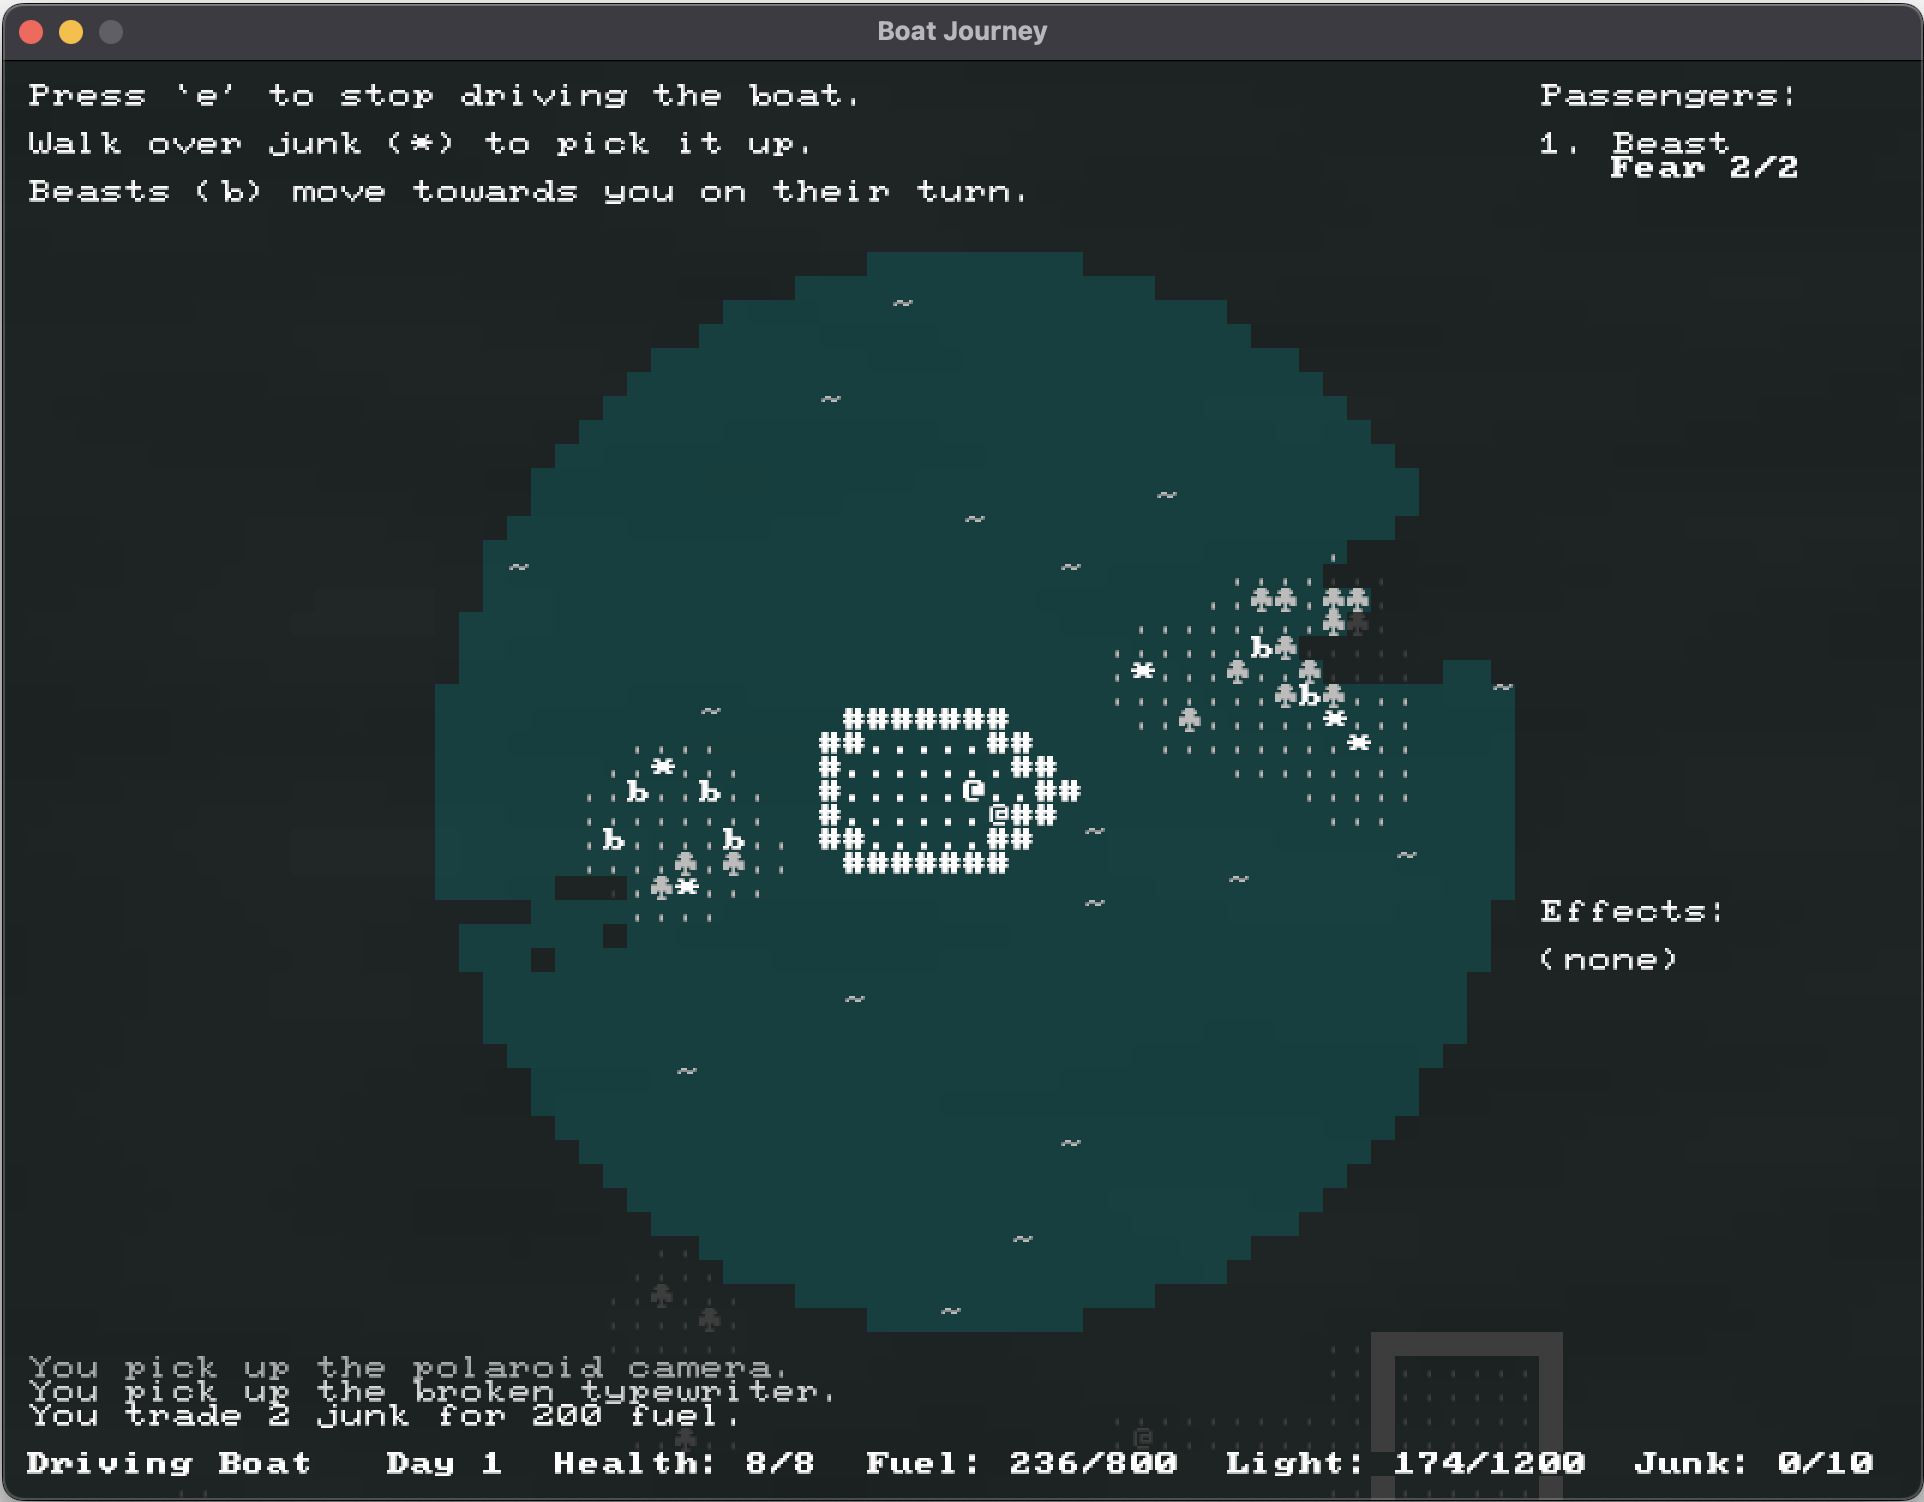 Boat Journey
Press `e' to stop driving the boat.
Walk over junk (*) to pick it up.
Beasts (b) move towards you on their turn.
Passengers:
1. Beast
Fear 2/2
Effects:
(none)
You pick up the polaroid camera.
You pick up the broken typewriter.
You trade 2 junk for 200 fuel.
Driving Boat Day 1 Health: 8/8 Fuel: 236/800 Light: 174/1200 Junk: 0/10